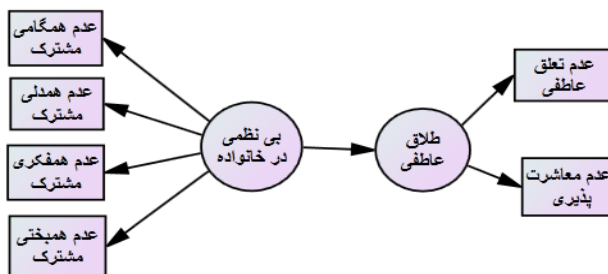 عدم همگامی
مشترک
عدم همدلی
مشترک
عدم همفکری
مشترک
عدم همبختی
مشترک
بی نظمی
در خانواده
طلاق
عاطفی
عدم تعلق
عاطفی
عدم معاشرت
پذیری